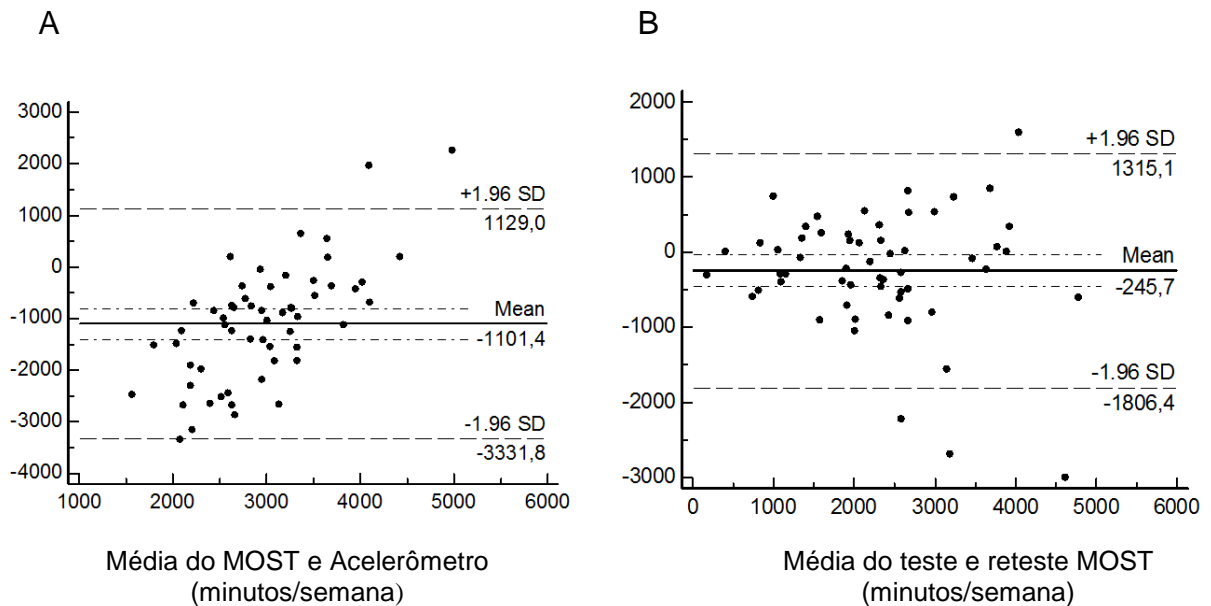 A
3000
2000
1000
0
-1000
-2000
-3000
-4000
+1.96 SD
1129,0
Mean
-1101,4
-1.96 SD
-3331,8
1000 2000 3000 4000 5000 6000
Média do MOST e Acelerômetro
(minutos/semana)
B
2000
1000
0
-1000
-2000
-3000
+1.96 SD
1315,1
Mean
-245,7
-1.96 SD
-1806,4
0 1000 2000 3000 4000 5000 6000
Média do teste e reteste MOST
(minutos/semana)